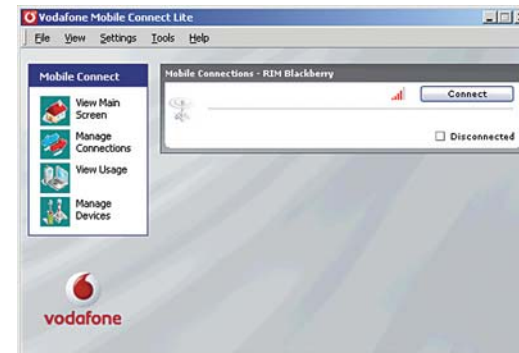 Vodafone Mobile Connect Lite
File View Settings Tools Help
Mobile Connect
View Main
Screen
Manage
Connections
View Usage
Manage
Devices
Mobile Connections - RIM Blackberry
Connect
Disconnected
vodafone